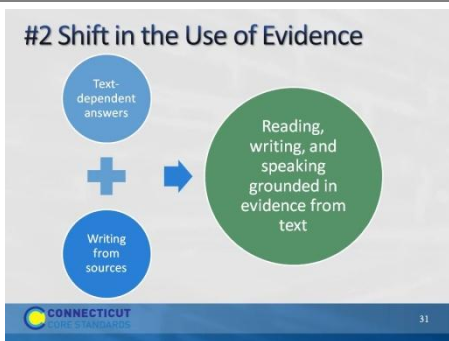 #2 Shift in the Use of Evidence
Text-
dependent
answers
Writing
from
sources
Reading,
writing, and
speaking
grounded in
evidence from
text
CONNECTICUT
CORE STANDARDS
31